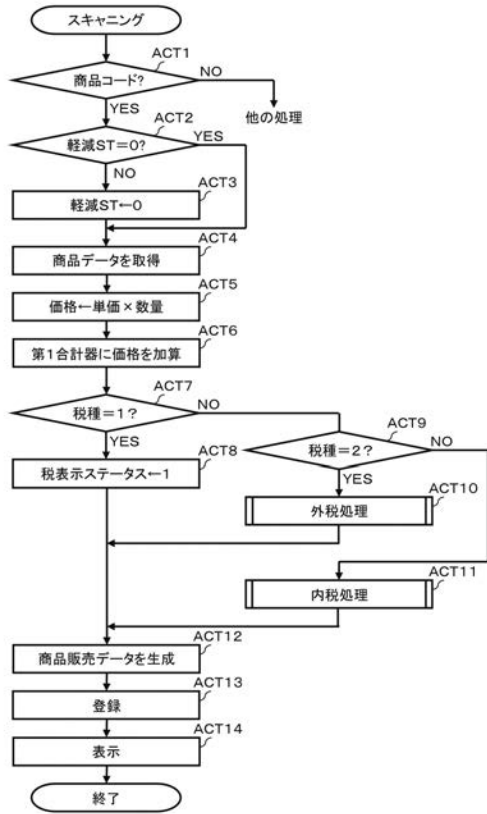 スキャニング
ACT1
商品コード?
NO
YES
他の処理
ACT2
軽減ST=0?
YES
NO
ACT3
軽減ST←0
ACT4
商品データを取得
ACT5
価格←単価×数量
ACT6
第1合計器に価格を加算
ACT7
税種=1?
NO
YES
ACT9
税種=2?
NO
YES
ACT8
税表示ステータス←1
ACT10
外税処理
ACT11
内税処理
ACT12
商品販売データを生成
ACT13
登録
ACT14
表示
終了